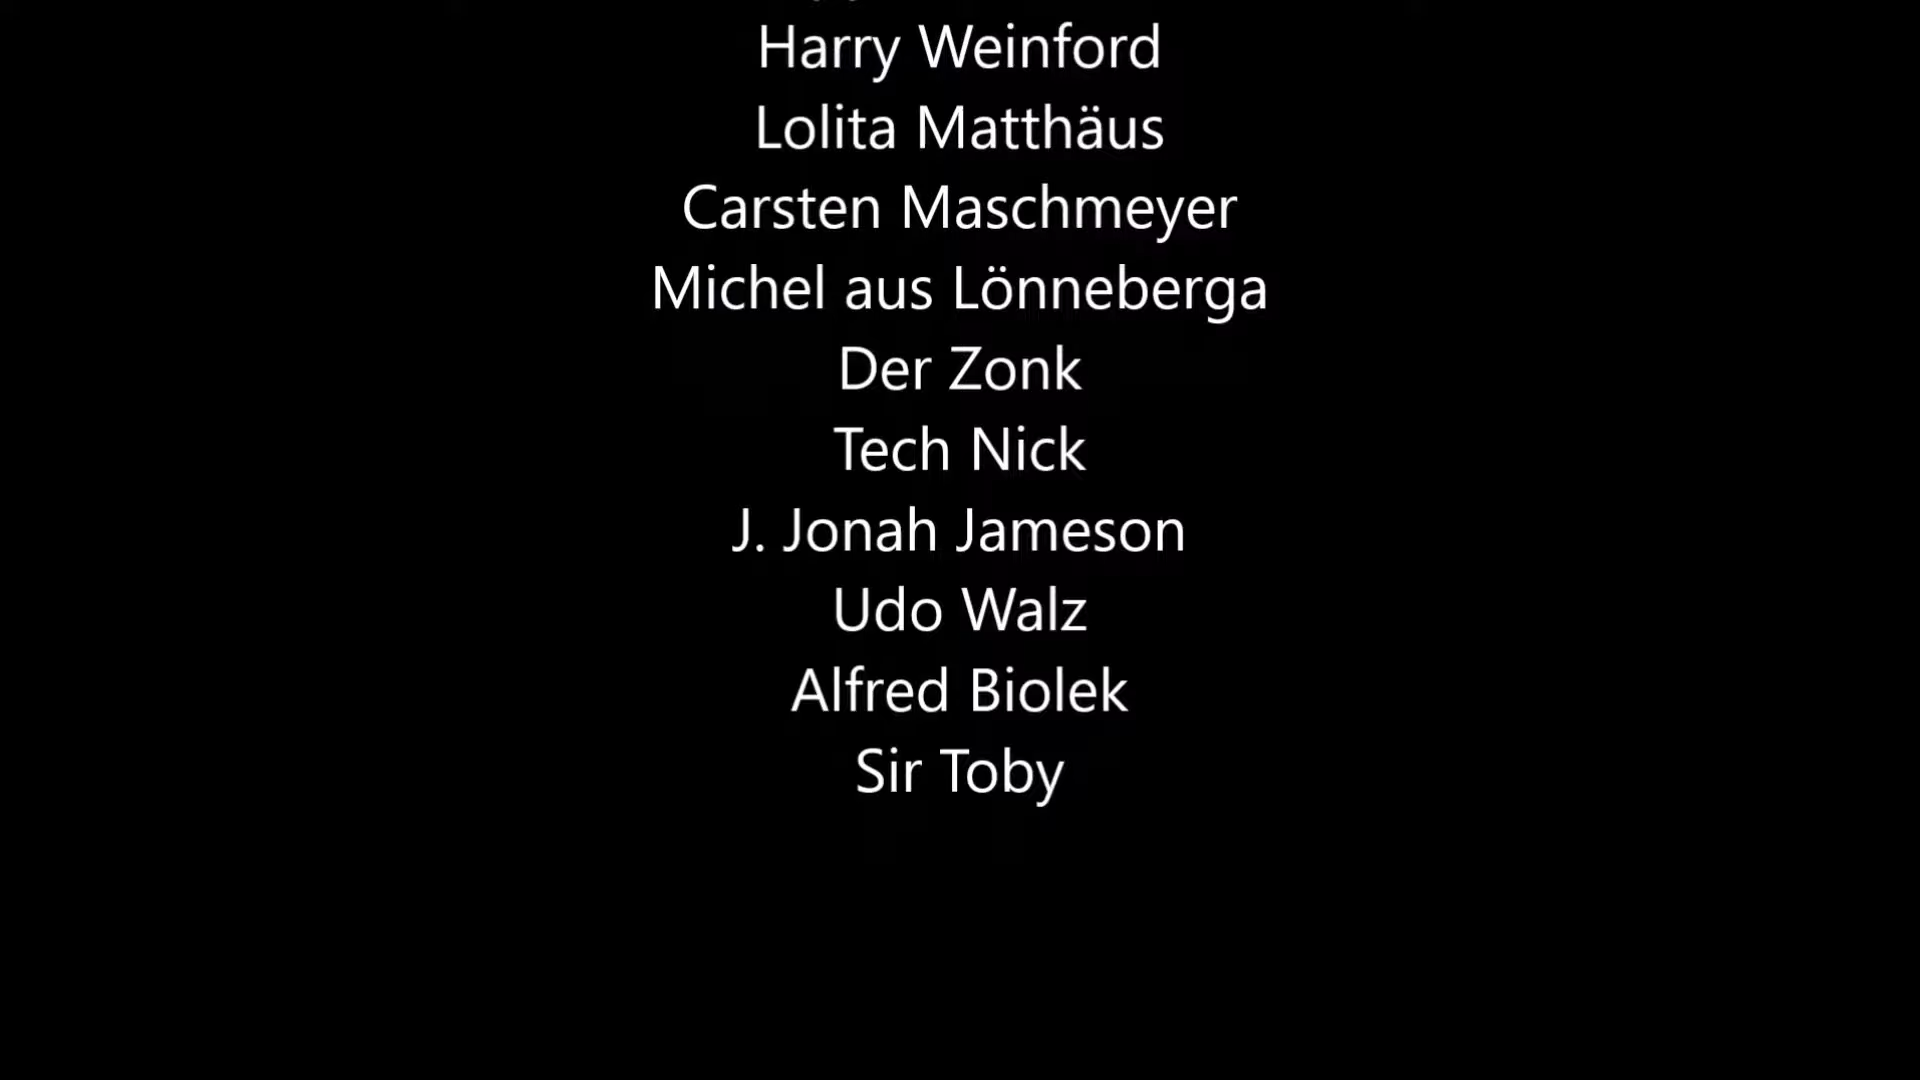 Harry Weinford
Lolita Matthäus
Carsten Maschmeyer
Michel aus Lönneberga
Der Zonk
Tech Nick
J. Jonah Jameson
Udo Walz
Alfred Biolek
Sir Toby